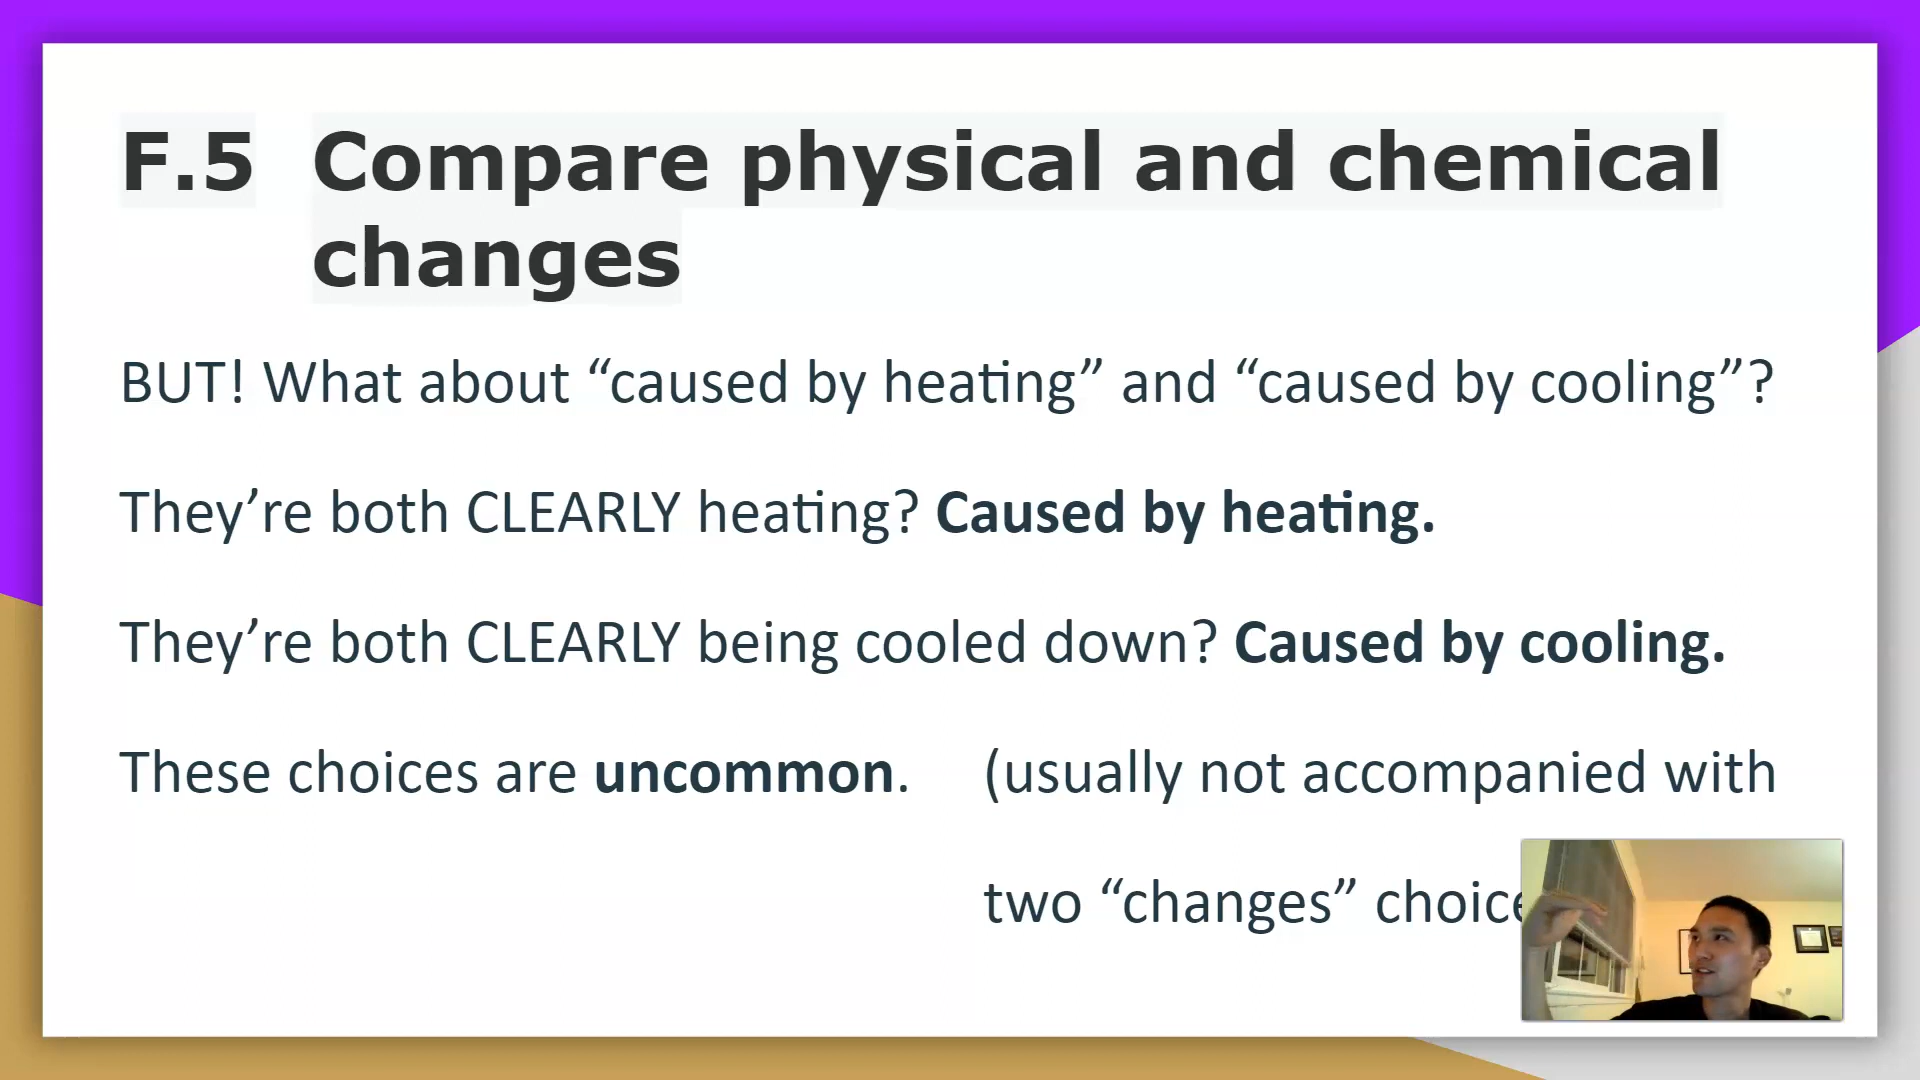 F.5 Compare physical and chemical
changes
BUT! What about “caused by heating” and “caused by cooling”?
They’re both CLEARLY heating? Caused by heating.
They’re both CLEARLY being cooled down? Caused by cooling.
These choices are uncommon. (usually not accompanied with
two “changes”